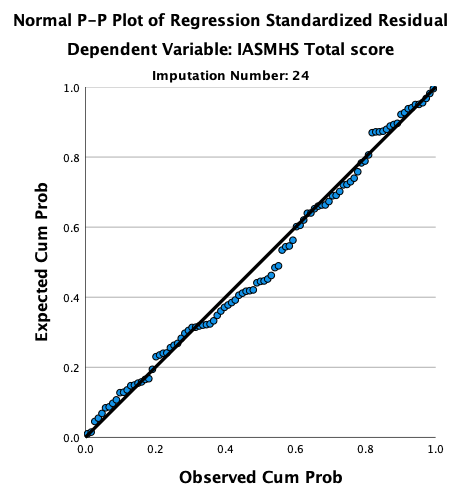 Normal P-P Plot of Regression Standardized Residual
Dependent Variable: IASMHS Total score
Imputation Number: 24
Expected Cum Prob
1.0
0.8
0.6
0.4
0.2
0.0
0.0 0.2 0.4 0.6 0.8 1.0
Observed Cum Prob